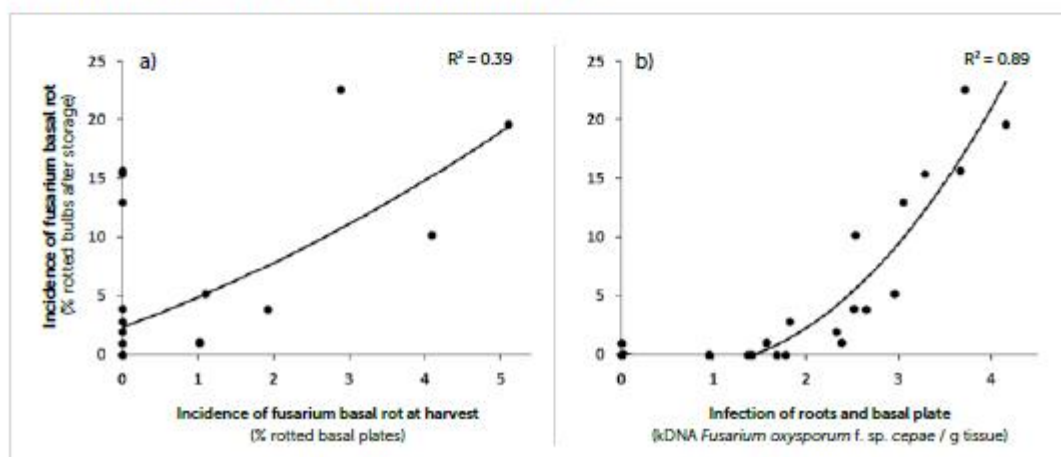 a)
R² = 0.39
Incidence of fusarium basal rot
(% rotted bulbs after storage)
25
20
15
10
5
0
0 1 2 3 4 5
Incidence of fusarium basal rot at harvest
(% rotted basal plates)
b)
R² = 0.89
25
20
15
10
5
0
0 1 2 3 4
Infection of roots and basal plate
(kDNA Fusarium oxysporum f. sp. cepae / g tissue)